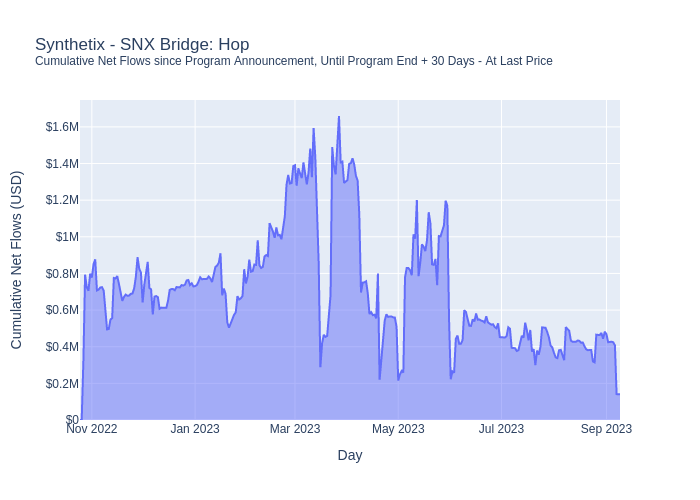 Synthetix - SNX Bridge: Hop
Cumulative Net Flows since Program Announcement, Until Program End + 30 Days - At Last Price
Cumulative Net Flows (USD)
$1.6M
$1.4M
$1.2M
$1M
$0.8M
$0.6M
$0.4M
$0.2M
$0
Nov 2022 Jan 2023 Mar 2023 May 2023 Jul 2023 Sep 2023
Day